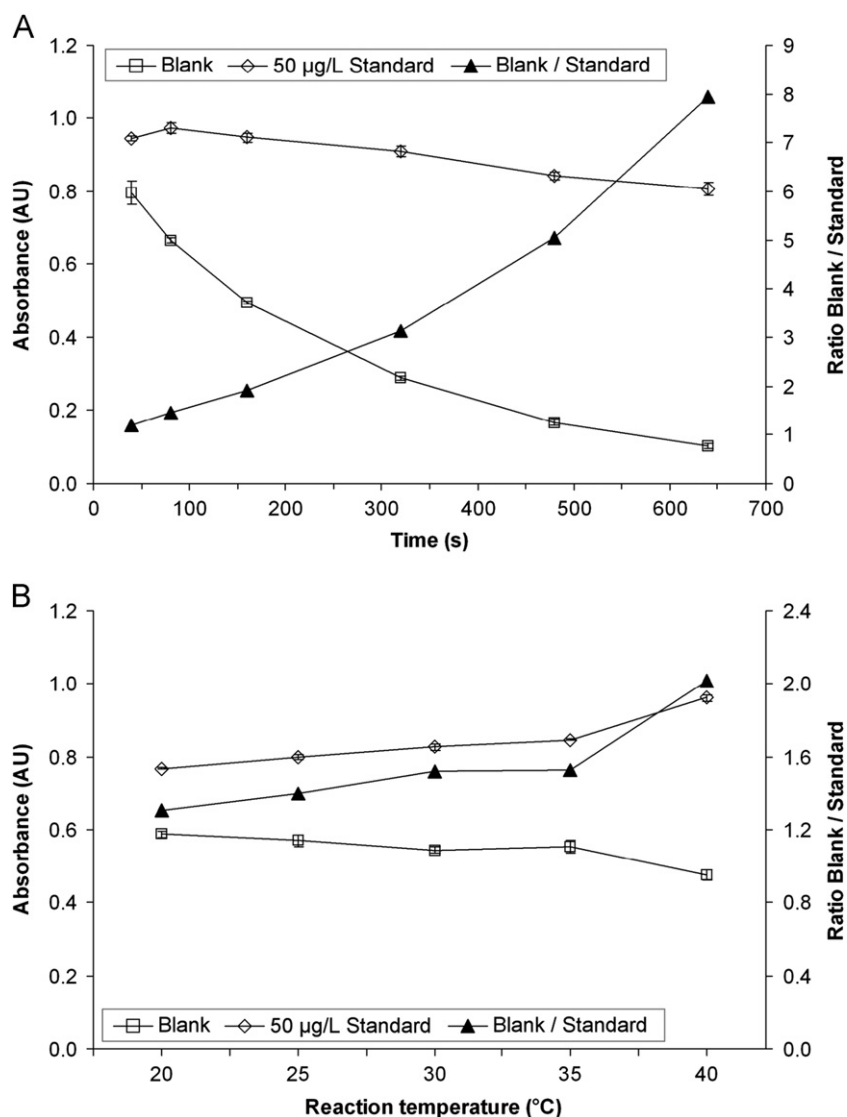 A
Blank 50 µg/L Standard Blank / Standard
1.2
1.0
0.8
0.6
0.4
0.2
0.0
Absorbance (AU)
9
8
7
6
5
4
3
2
1
0
Ratio Blank / Standard
0 100 200 300 400 500 600 700
Time (s)
B
1.2
1.0
0.8
0.6
0.4
0.2
0.0
Absorbance (AU)
2.4
2.0
1.6
1.2
0.8
0.4
0.0
Ratio Blank / Standard
Blank 50 µg/L Standard Blank / Standard
20 25 30 35 40
Reaction temperature (°C)